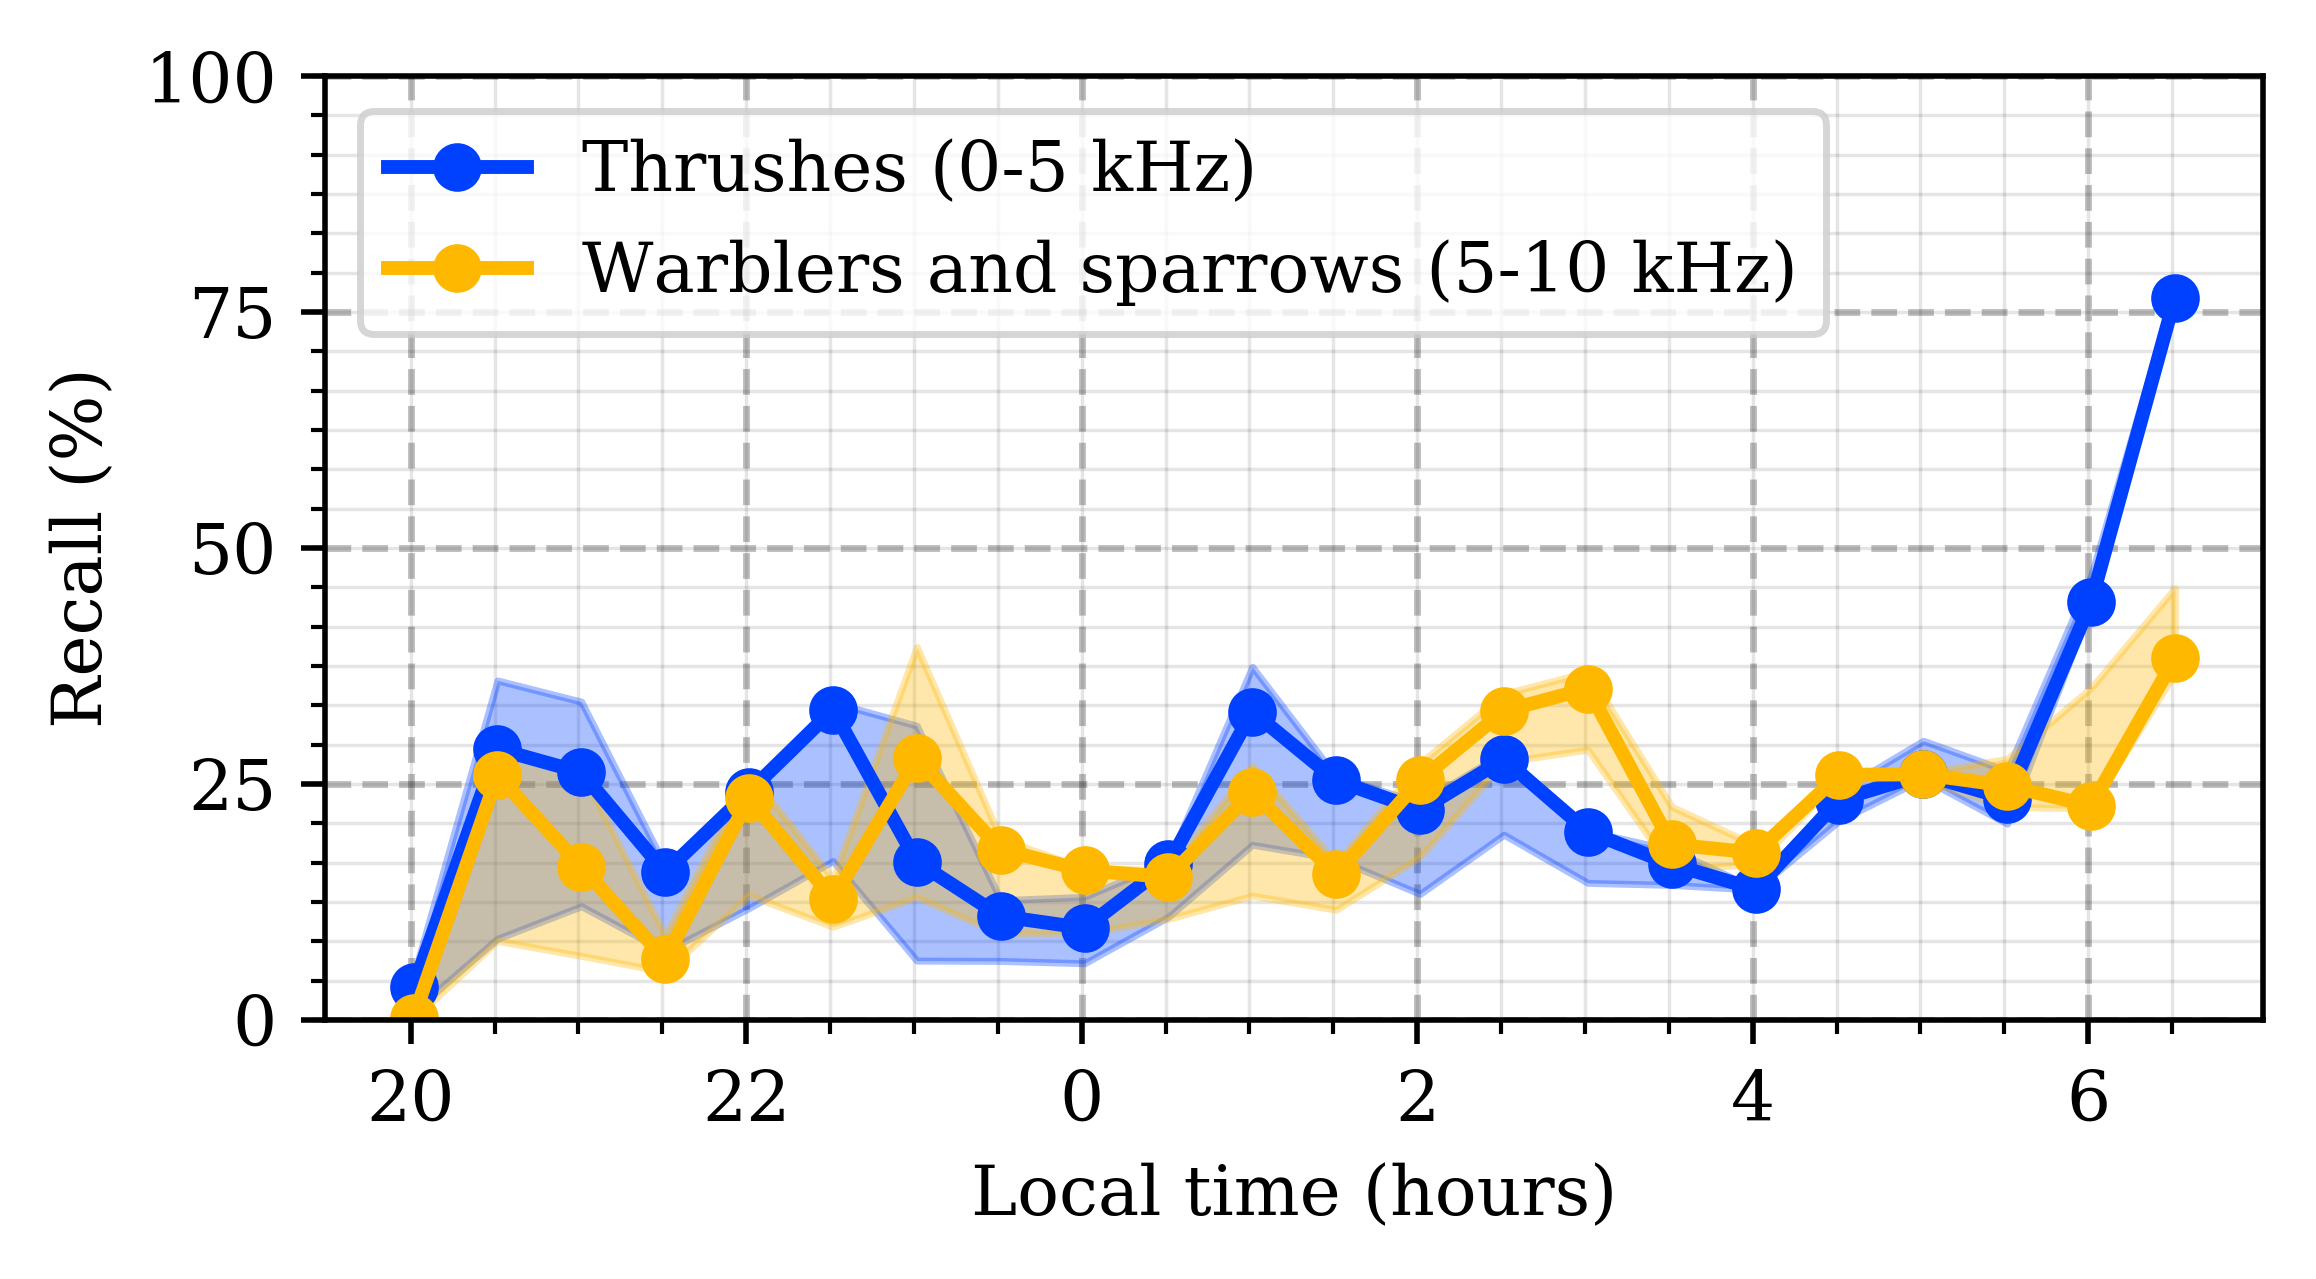 100
75
50
25
0
Recall (%)
Thrushes (0-5 kHz)
Warblers and sparrows (5-10 kHz)
20 22 0 2 4 6
Local time (hours)